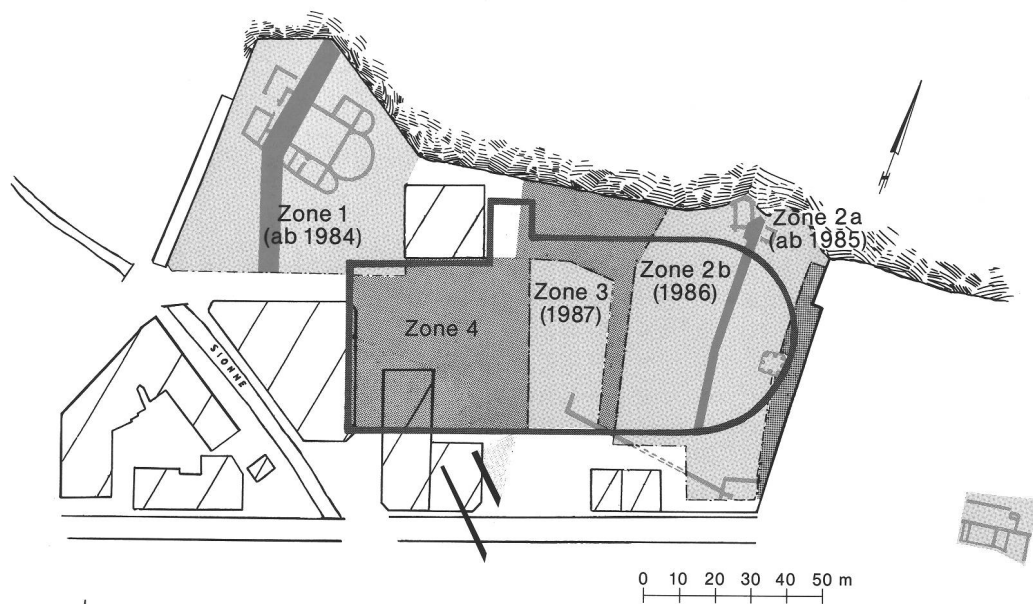 Zone 1
(ab 1984)
Zone 2a
(ab 1985)
Zone 2b
(1986)
Zone 3
(1987)
Zone 4
SIONNE
N
0 10 20 30 40 50 m